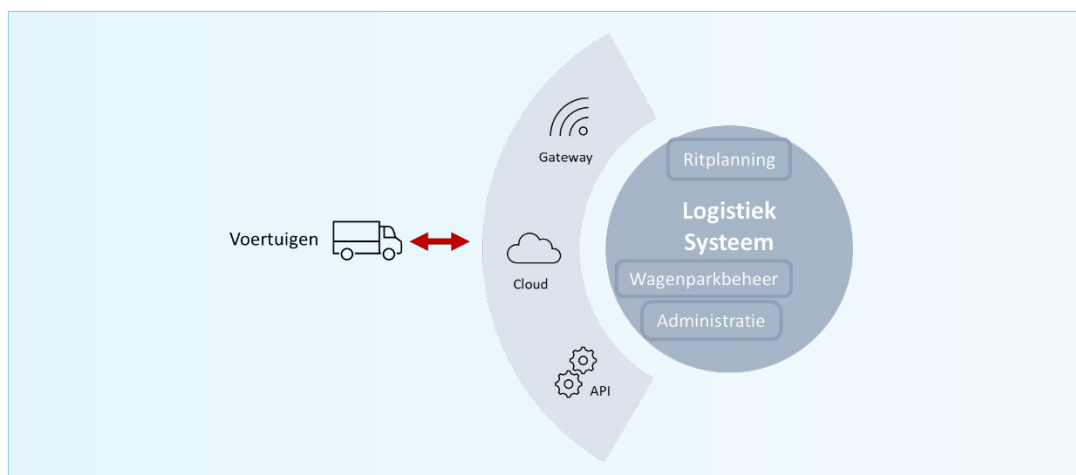 Gateway
Voertuigen
Cloud
API
Ritplanning
Logistiek
Systeem
Wagenparkbeheer
Administratie